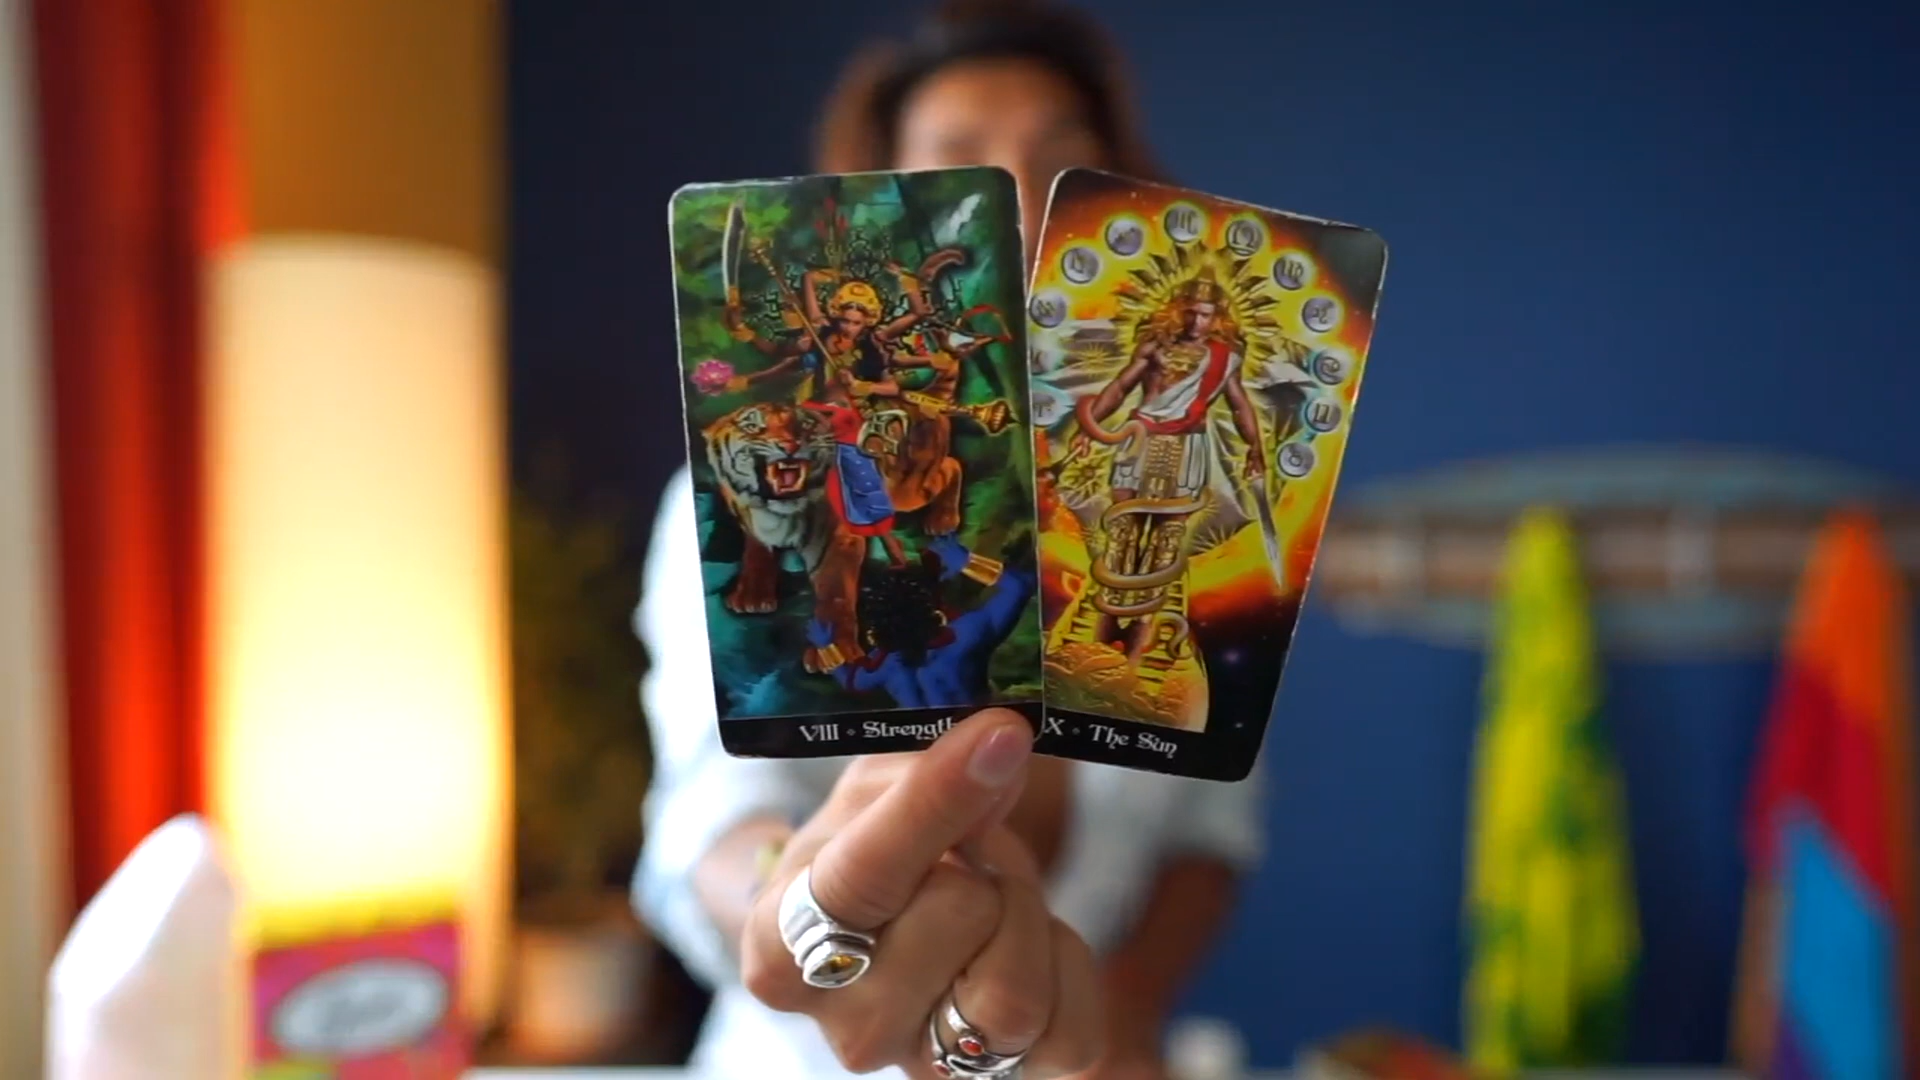 VIII • Strength
X • The Sun